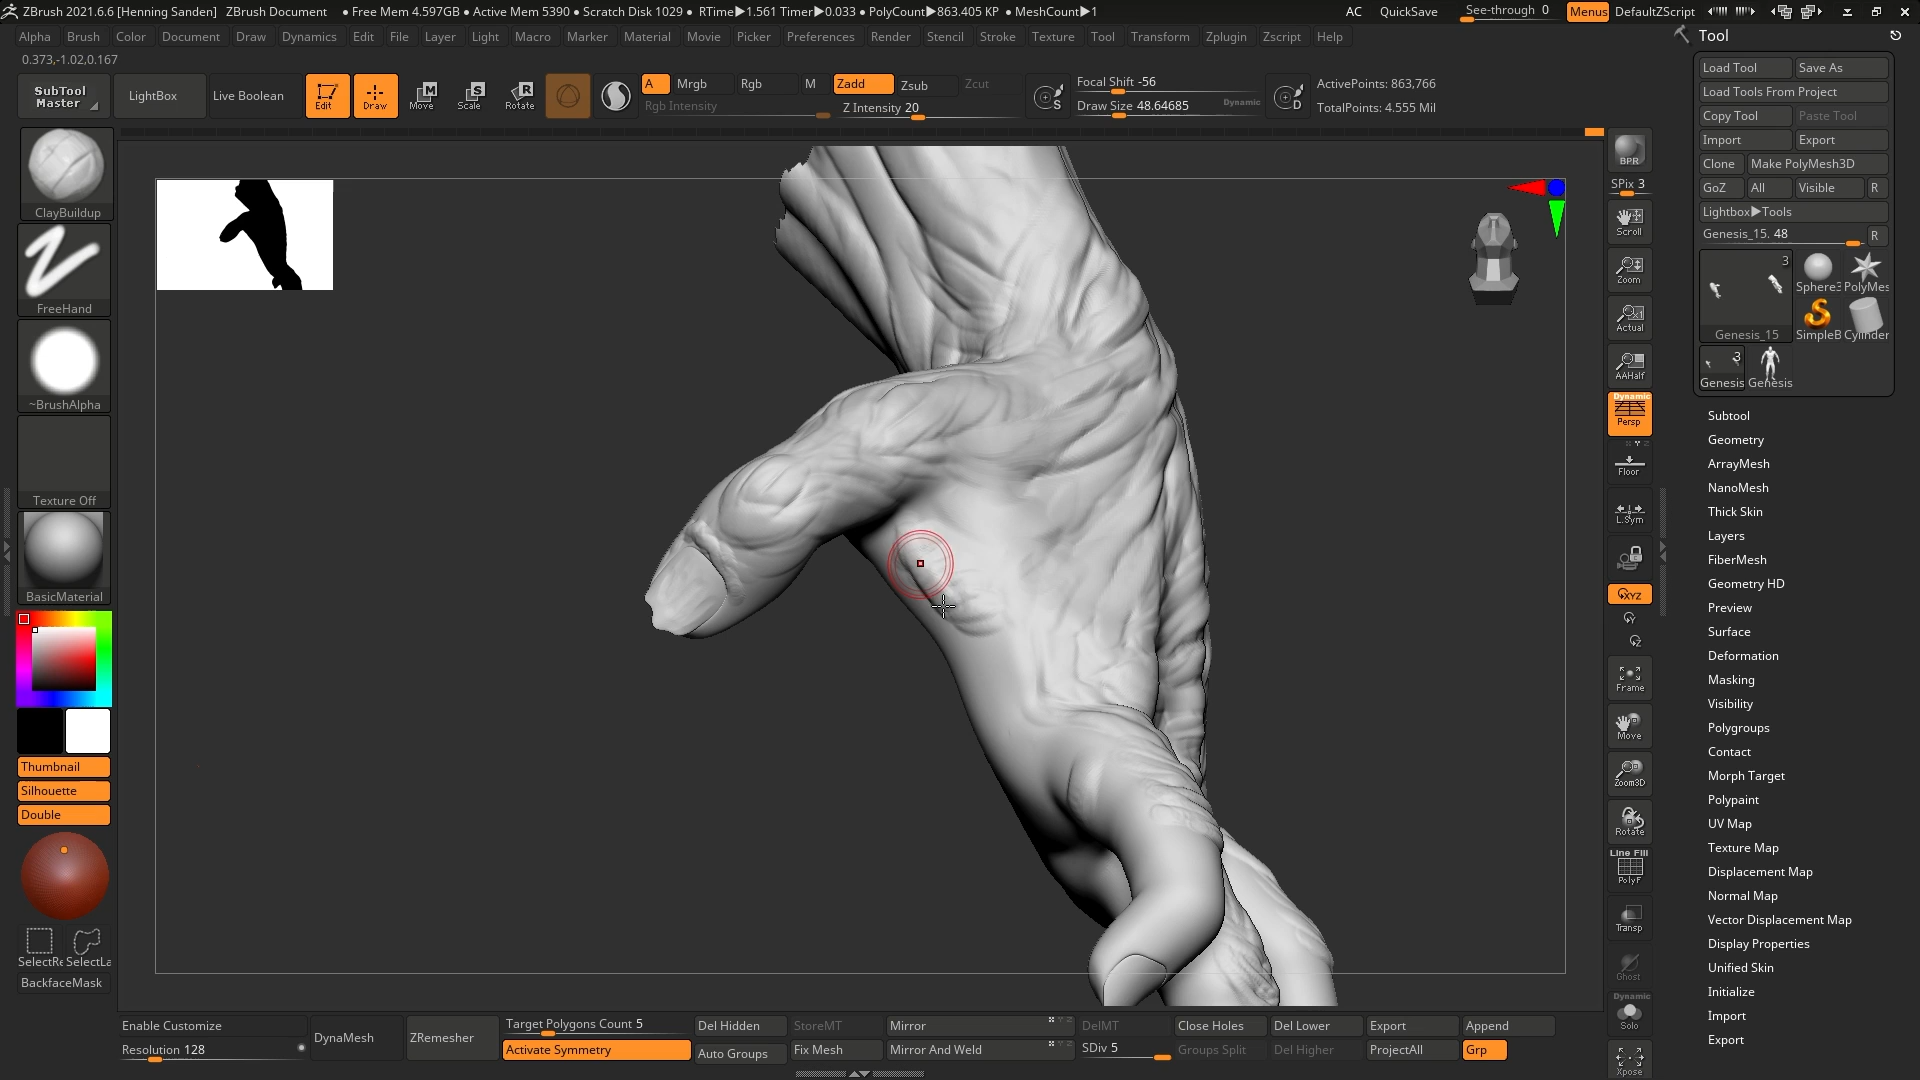 ZBrush 2021.6.6 [Henning Sanden] ZBrush Document ● Free Mem 4.597GB ● Active Mem 5390 ● Scratch Disk 1029 ● RTime▶1.561 Timer▶0.033 ● PolyCount▶863.405 KP ● MeshCount▶1 AC QuickSave See-through 0 Menus DefaultZScript
Alpha Brush Color Document Draw Dynamics Edit File Layer Light Macro Marker Material Movie Picker Preferences Render Stencil Stroke Texture Tool Transform Zplugin Zscript Help
0.373,-1.02,0.167
SubTool
Master
LightBox
Live Boolean
Edit
Draw
Move
Scale
Rotate
A
Mrgb
Rgb
M
Rgb Intensity
Zadd
Zsub
Zcut
Z Intensity 20
S
Focal Shift -56
Draw Size 48.64685
Dynamic
D
ActivePoints: 863,766
TotalPoints: 4.555 Mil
ClayBuildup
FreeHand
~BrushAlpha
Texture Off
BasicMaterial
Thumbnail
Silhouette
Double
SelectRe
SelectLa
BackfaceMask
BPR
SPix 3
Scroll
Zoom
Actual
AAHalf
Dynamic
Persp
Floor
L.Sym
XYZ
Frame
Move
Zoom3D
Rotate
Line Fill
PolyF
Transp
Ghost
Dynamic
Solo
Xpose
Tool
Load Tool
Save As
Load Tools From Project
Copy Tool
Paste Tool
Import
Export
Clone
Make PolyMesh3D
GoZ
All
Visible
R
Lightbox▶Tools
Genesis_15. 48
R
3
Genesis_15
Sphere3
PolyMes
SimpleB
Cylinder
3
Genesis
Genesis
Subtool
Geometry
ArrayMesh
NanoMesh
Thick Skin
Layers
FiberMesh
Geometry HD
Preview
Surface
Deformation
Masking
Visibility
Polygroups
Contact
Morph Target
Polypaint
UV Map
Texture Map
Displacement Map
Normal Map
Vector Displacement Map
Display Properties
Unified Skin
Initialize
Import
Export
Enable Customize
Resolution 128
DynaMesh
ZRemesher
Target Polygons Count 5
Activate Symmetry
Del Hidden
Auto Groups
StoreMT
Fix Mesh
Mirror
Mirror And Weld
DelMT
SDiv 5
Close Holes
Groups Split
Del Lower
Del Higher
Export
ProjectAll
Append
Grp